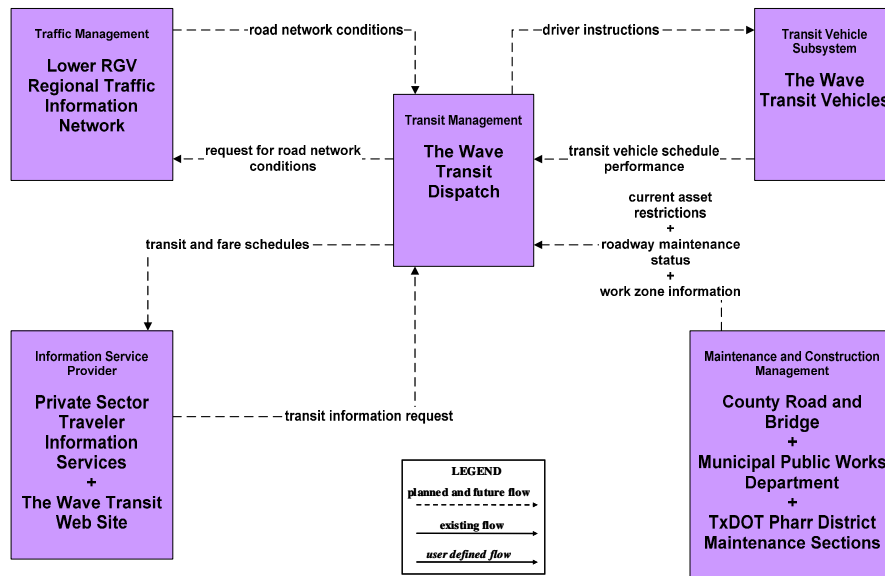 Traffic Management
Lower RGV
Regional Traffic
Information
Network
road network conditions
driver instructions
Transit Vehicle
Subsystem
The Wave
Transit Vehicles
Transit Management
The Wave
Transit
Dispatch
request for road network
conditions
transit vehicle schedule
performance
current asset
restrictions
+
roadway maintenance
status
+
work zone information
transit and fare schedules
Information Service
Provider
Private Sector
Traveler
Information
Services
+
The Wave Transit
Web Site
transit information request
Maintenance and Construction
Management
County Road and
Bridge
+
Municipal Public Works
Department
+
TxDOT Pharr District
Maintenance Sections
LEGEND
planned and future flow
existing flow
user defined flow